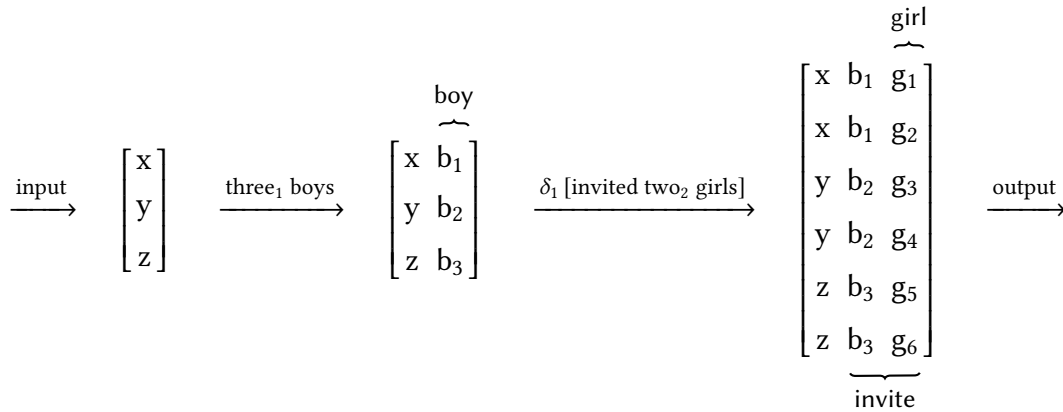 input
x
y
z
three₁ boys
boy
x b₁
y b₂
z b₃
δ₁ [invited two₂ girls]
girl
x b₁ g₁
x b₁ g₂
y b₂ g₃
y b₂ g₄
z b₃ g₅
z b₃ g₆
invite
output